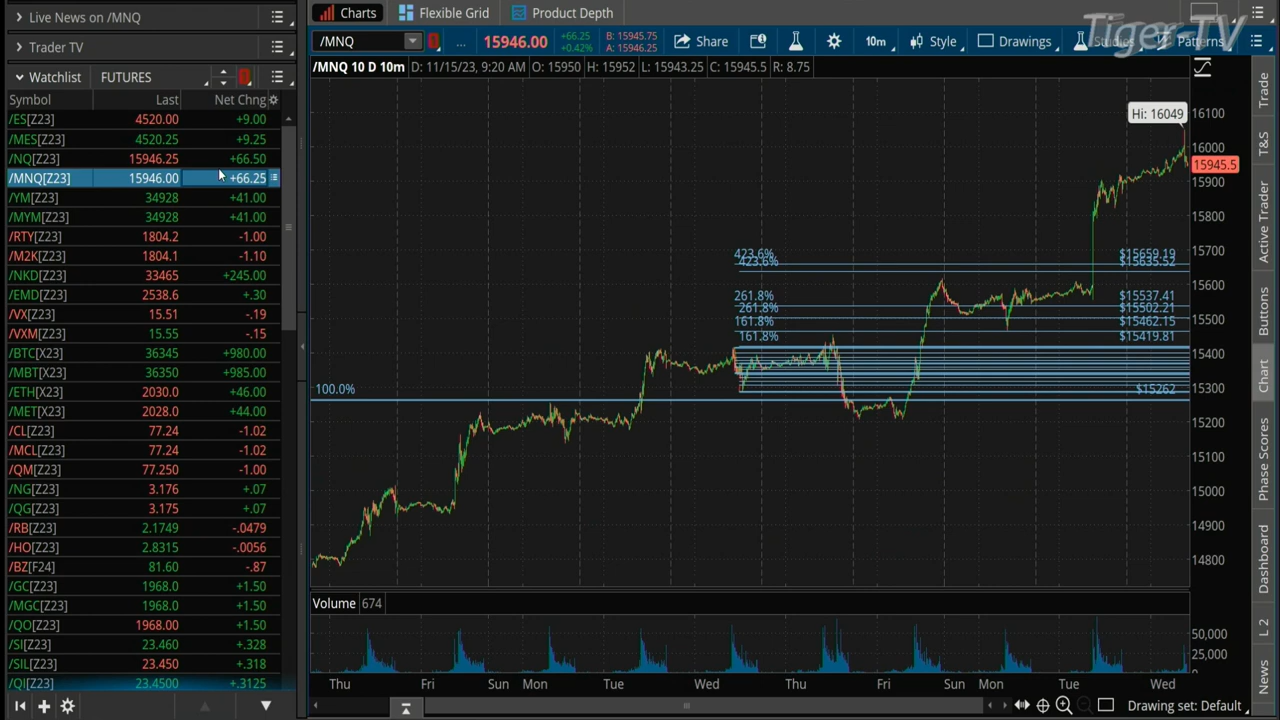 Live News on /MNQ
Trader TV
Watchlist FUTURES
Symbol Last Net Chng
/ES[Z23] 4520.00 +9.00
/MES[Z23] 4520.25 +9.25
/NQ[Z23] 15946.25 +66.50
/MNQ[Z23] 15946.00 +66.25
/YM[Z23] 34928 +41.00
/MYM[Z23] 34928 +41.00
/RTY[Z23] 1804.2 -1.00
/M2K[Z23] 1804.1 -1.10
/NKD[Z23] 33465 +245.00
/EMD[Z23] 2538.6 +.30
/VX[Z23] 15.51 -.19
/VXM[Z23] 15.55 -.15
/BTC[X23] 36345 +980.00
/MBT[X23] 36350 +985.00
/ETH[X23] 2030.0 +46.00
/MET[X23] 2028.0 +44.00
/CL[Z23] 77.24 -1.02
/MCL[Z23] 77.24 -1.02
/QM[Z23] 77.250 -1.00
/NG[Z23] 3.176 +.07
/QG[Z23] 3.175 +.07
/RB[Z23] 2.1749 -.0479
/HO[Z23] 2.8315 -.0056
/BZ[F24] 81.60 -.87
/GC[Z23] 1968.0 +1.50
/MGC[Z23] 1968.0 +1.50
/QO[Z23] 1968.00 +1.50
/SI[Z23] 23.460 +.328
/SIL[Z23] 23.450 +.318
/QI[Z23] 23.4500 +.3125
Charts Flexible Grid Product Depth
Tiger TV
/MNQ ... 15946.00 +66.25 +0.42% B: 15945.75 A: 15946.25 Share 10m Style Drawings Studies Patterns
/MNQ 10 D 10m D: 11/15/23, 9:20 AM O: 15950 H: 15952 L: 15943.25 C: 15945.5 R: 8.75
Hi: 16049
16100
16000
15945.5
15900
15800
15700
15600
15500
15400
15300
15200
15100
15000
14900
14800
423.6% $15659.19
423.6% $15635.52
261.8% $15537.41
261.8% $15502.21
161.8% $15462.15
161.8% $15419.81
100.0% $15262
Volume 674
50,000
25,000
Thu Fri Sun Mon Tue Wed Thu Fri Sun Mon Tue Wed
Drawing set: Default
Trade
T&S
Active Trader
Buttons
Chart
Phase Scores
Dashboard
L 2
News